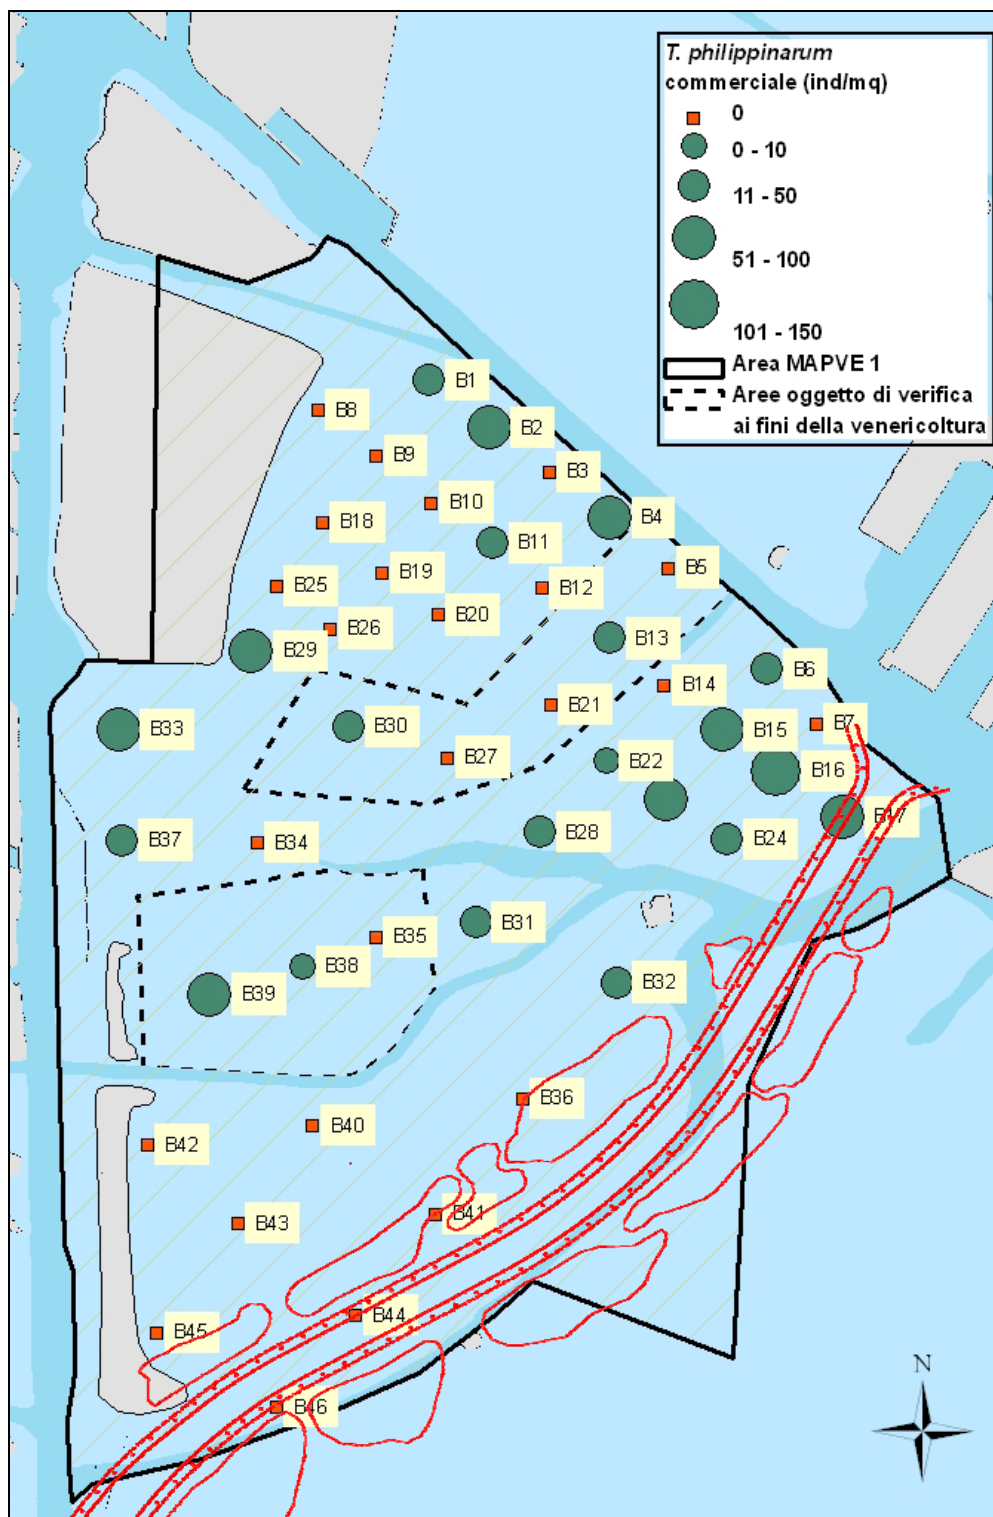 T. philippinarum
commerciale (ind/mq)
0
0 - 10
11 - 50
51 - 100
101 - 150
Area MAPVE 1
Aree oggetto di verifica
ai fini della venericoltura
B1
B8
B2
B9
B3
B10
B4
B18
B11
B5
B19
B25
B12
B20
B26
B13
B29
B6
B14
B21
B30
B33
B15
B7
B27
B22
B16
B17
B28
B37
B34
B24
B31
B35
B38
B32
B39
B36
B40
B42
B41
B43
B44
B45
B46
N